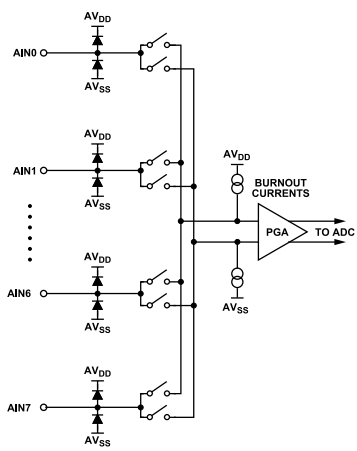 AVDD
AIN0
AVSS
AVDD
AIN1
AVSS
AVDD
BURNOUT
CURRENTS
PGA
TO ADC
AVSS
AVDD
AIN6
AVSS
AVDD
AIN7
AVSS